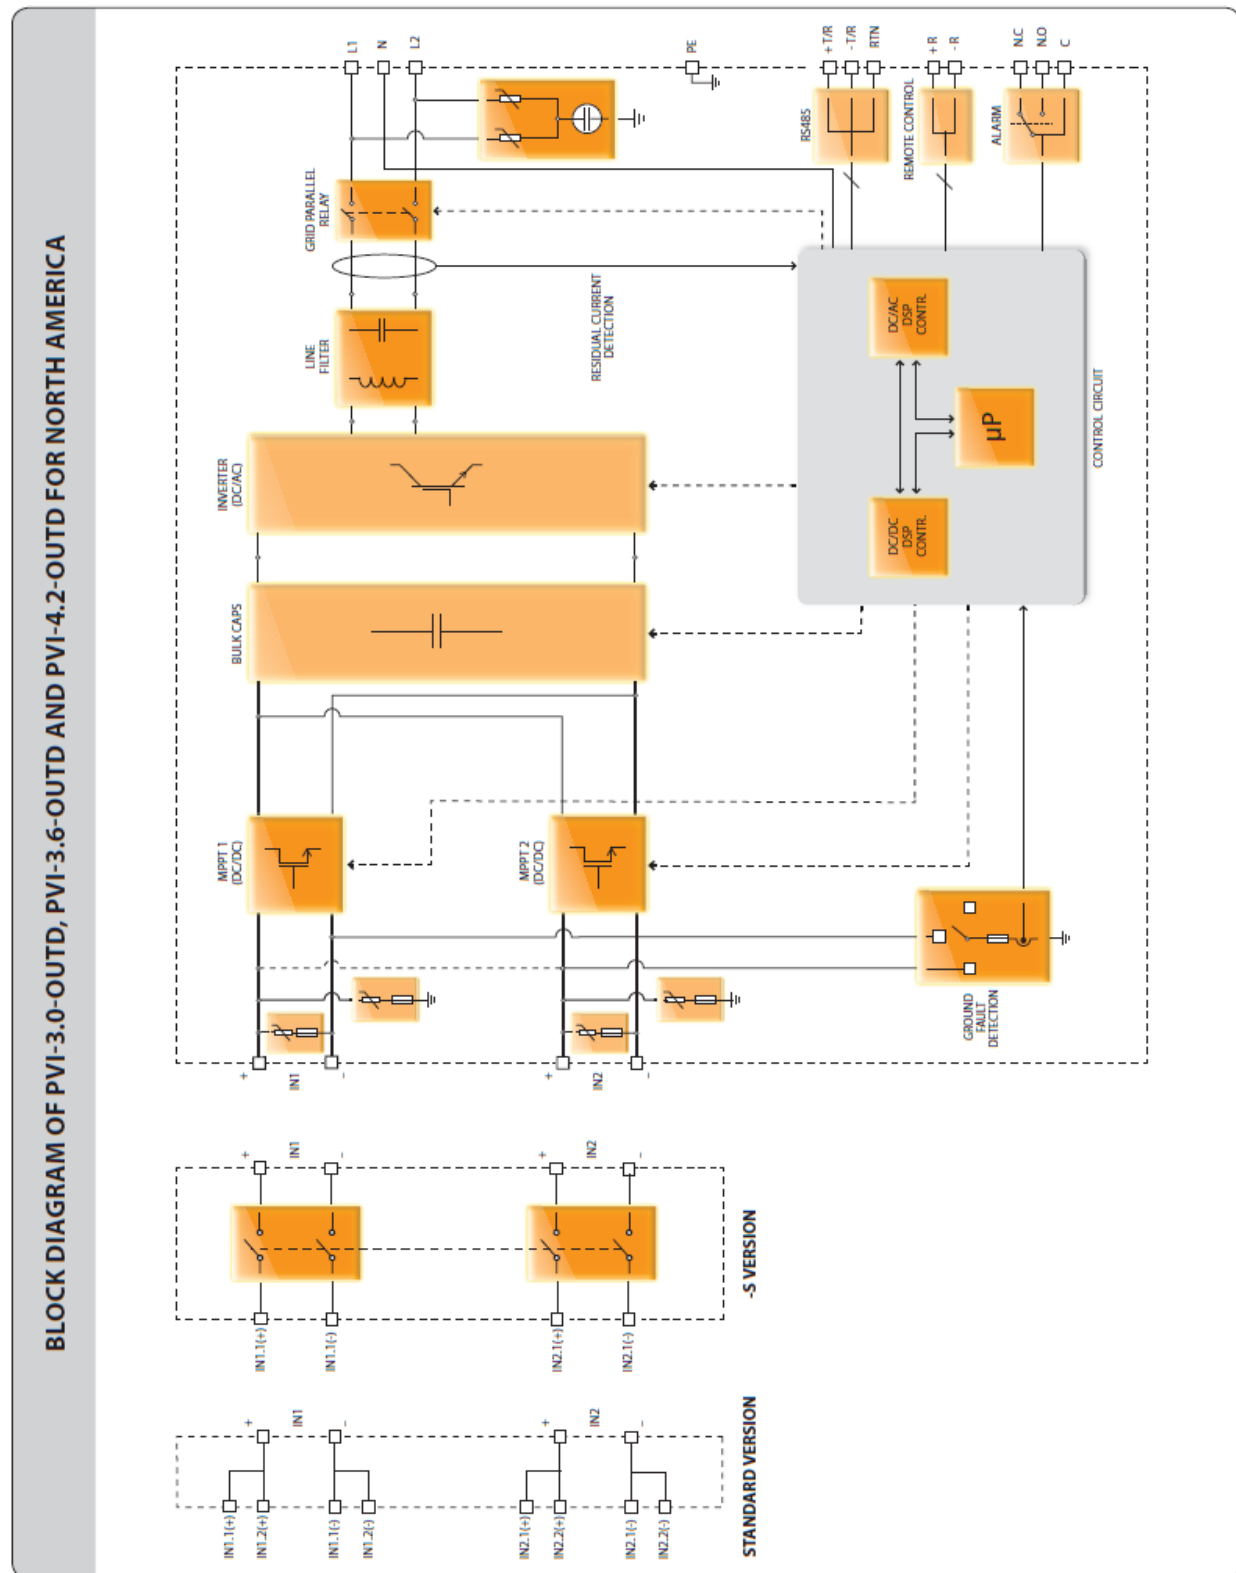 BLOCK DIAGRAM OF PVI-3.0-OUTD, PVI-3.6-OUTD AND PVI-4.2-OUTD FOR NORTH AMERICA
STANDARD VERSION
IN1.1(+)
IN1.2(+)
IN1.1(-)
IN1.2(-)
IN2.1(+)
IN2.2(+)
IN2.1(-)
IN2.2(-)
+
IN1
-
+
IN2
-
-S VERSION
IN1.1(+)
IN1.1(-)
IN2.1(+)
IN2.1(-)
+
IN1
-
+
IN2
-
+
IN1
-
+
IN2
-
MPPT 1
(DC/DC)
MPPT 2
(DC/DC)
BULK CAPS
INVERTER
(DC/AC)
LINE
FILTER
GRID PARALLEL
RELAY
RESIDUAL CURRENT
DETECTION
GROUND
FAULT
DETECTION
DC/DC
DSP
CONTR.
µP
DC/AC
DSP
CONTR.
CONTROL CIRCUIT
RS485
REMOTE CONTROL
ALARM
L1
N
L2
PE
+ T/R
- T/R
RTN
+ R
- R
N.C
N.O
C